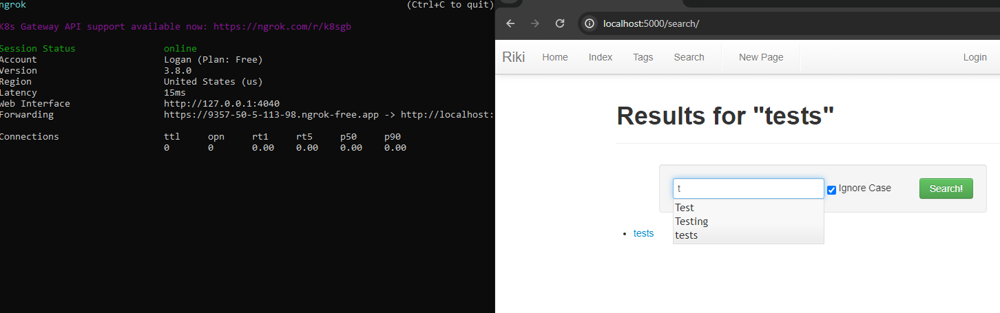 ngrok (Ctrl+C to quit)
K8s Gateway API support available now: https://ngrok.com/r/k8sgb
Session Status online
Account Logan (Plan: Free)
Version 3.8.0
Region United States (us)
Latency 15ms
Web Interface http://127.0.0.1:4040
Forwarding https://9357-50-5-113-98.ngrok-free.app -> http://localhost:
Connections ttl opn rt1 rt5 p50 p90
0 0 0.00 0.00 0.00 0.00
localhost:5000/search/
Riki Home Index Tags Search New Page Login
Results for "tests"
t Ignore Case Search!
Test
Testing
tests
• tests